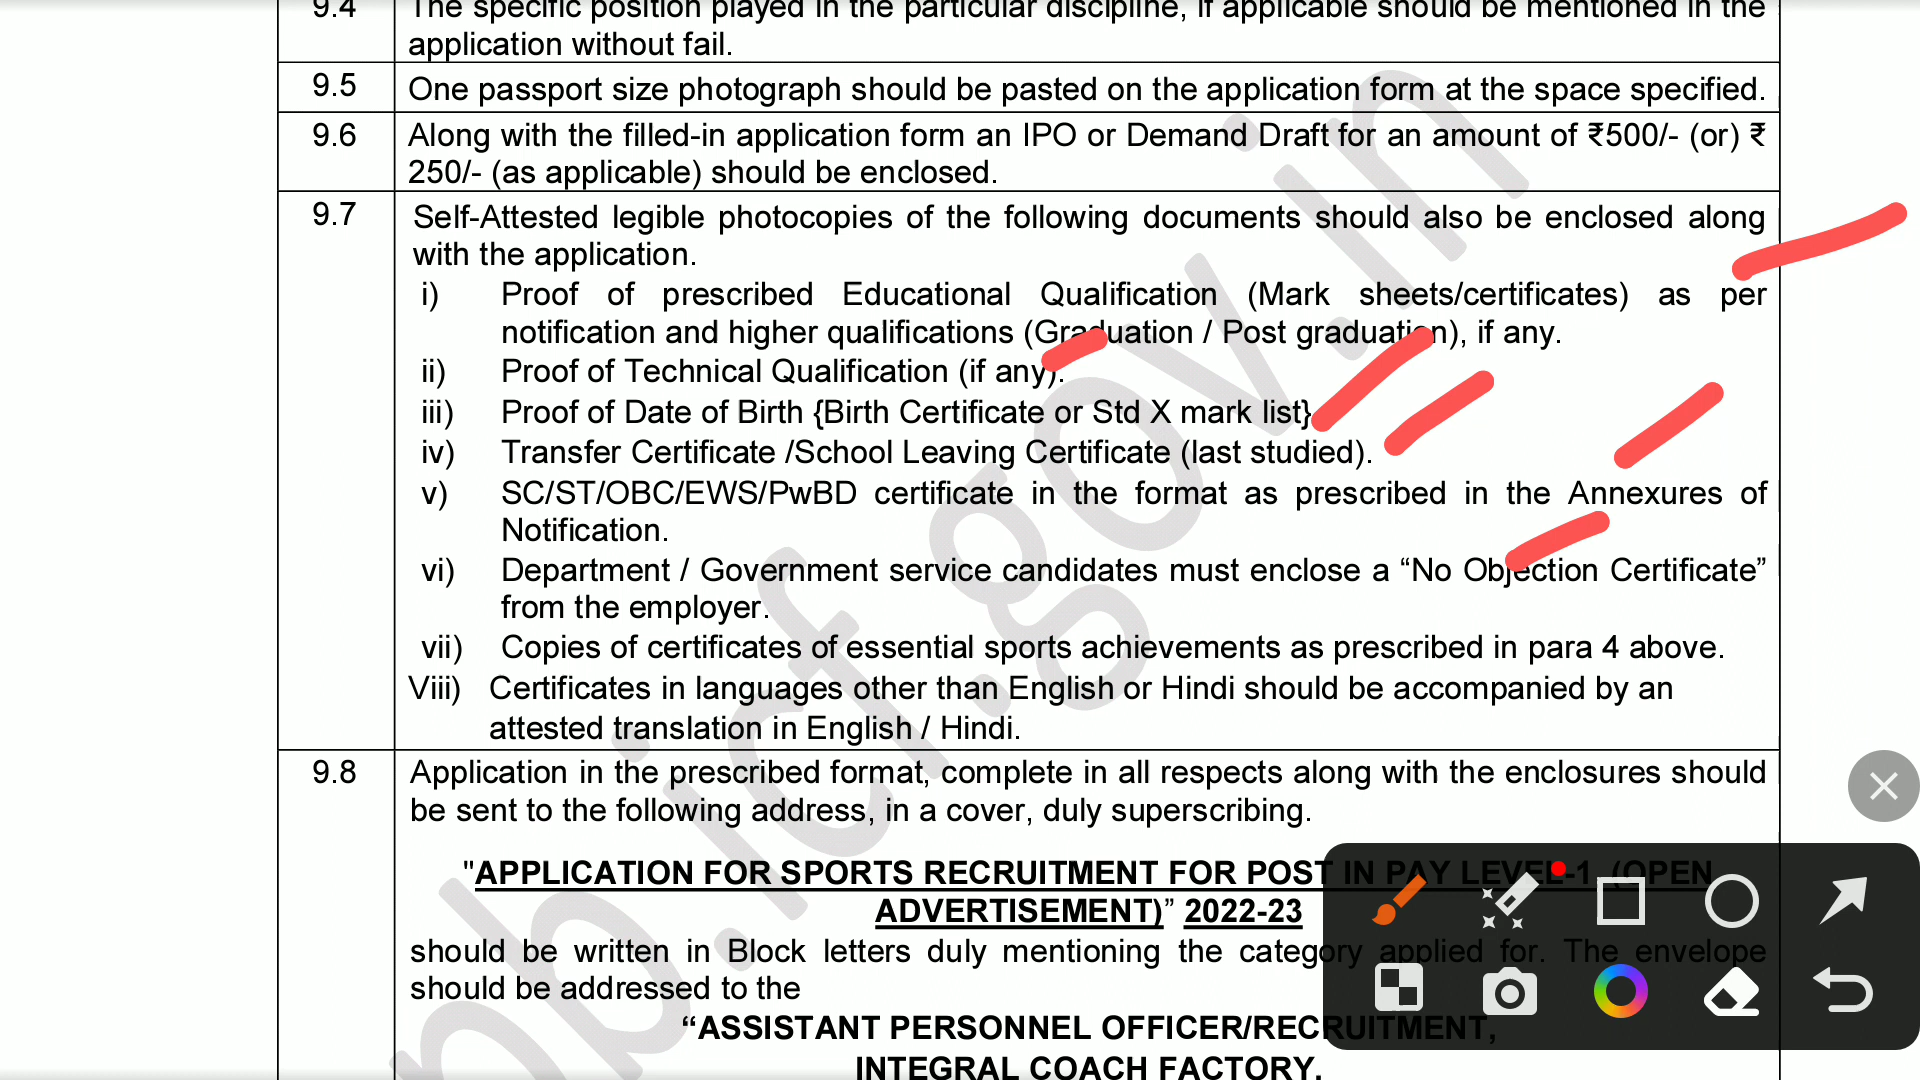 9.4 The specific position played in the particular discipline, if applicable should be mentioned in the
application without fail.
9.5 One passport size photograph should be pasted on the application form at the space specified.
9.6 Along with the filled-in application form an IPO or Demand Draft for an amount of ₹500/- (or) ₹
250/- (as applicable) should be enclosed.
9.7 Self-Attested legible photocopies of the following documents should also be enclosed along
with the application.
i) Proof of prescribed Educational Qualification (Mark sheets/certificates) as per
notification and higher qualifications (Graduation / Post graduation), if any.
ii) Proof of Technical Qualification (if any).
iii) Proof of Date of Birth {Birth Certificate or Std X mark list}
iv) Transfer Certificate /School Leaving Certificate (last studied).
v) SC/ST/OBC/EWS/PwBD certificate in the format as prescribed in the Annexures of
Notification.
vi) Department / Government service candidates must enclose a “No Objection Certificate”
from the employer.
vii) Copies of certificates of essential sports achievements as prescribed in para 4 above.
Viii) Certificates in languages other than English or Hindi should be accompanied by an
attested translation in English / Hindi.
9.8 Application in the prescribed format, complete in all respects along with the enclosures should
be sent to the following address, in a cover, duly superscribing.
"APPLICATION FOR SPORTS RECRUITMENT FOR POST IN PAY LEVEL-1 (OPEN
ADVERTISEMENT)” 2022-23
should be written in Block letters duly mentioning the category applied for. The envelope
should be addressed to the
“ASSISTANT PERSONNEL OFFICER/RECRUITMENT,
INTEGRAL COACH FACTORY,
pb.icf.gov.in